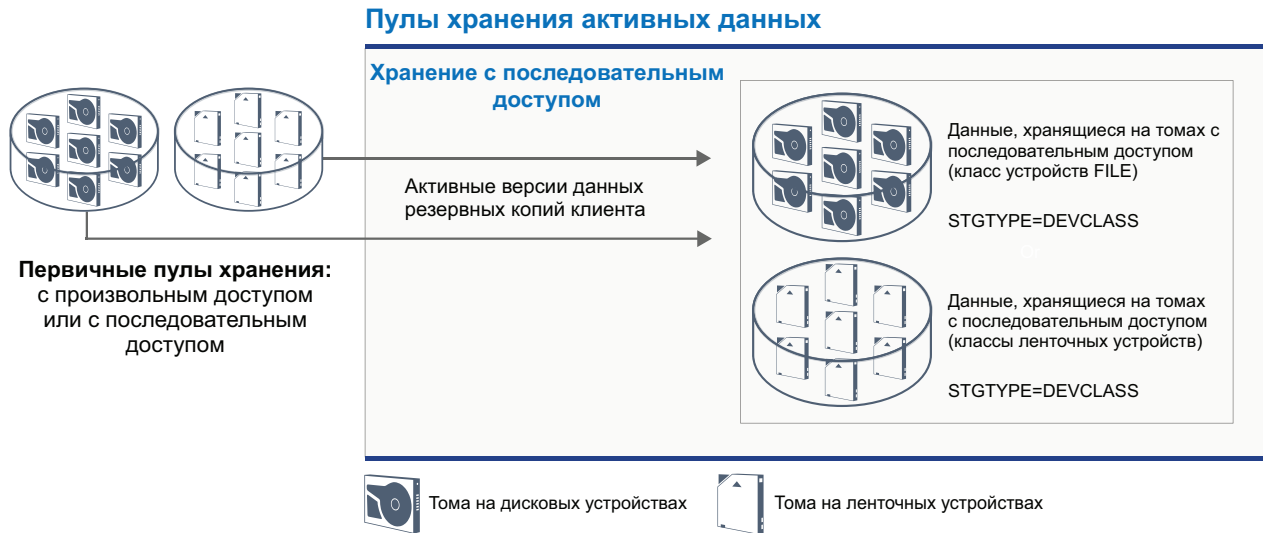 Пулы хранения активных данных
Хранение с последовательным
доступом
Активные версии данных
резервных копий клиента
Первичные пулы хранения:
с произвольным доступом
или с последовательным
доступом
Данные, хранящиеся на томах с
последовательным доступом
(класс устройств FILE)
STGTYPE=DEVCLASS
Данные, хранящиеся на томах
с последовательным доступом
(классы ленточных устройств)
STGTYPE=DEVCLASS
Тома на дисковых устройствах
Тома на ленточных устройствах